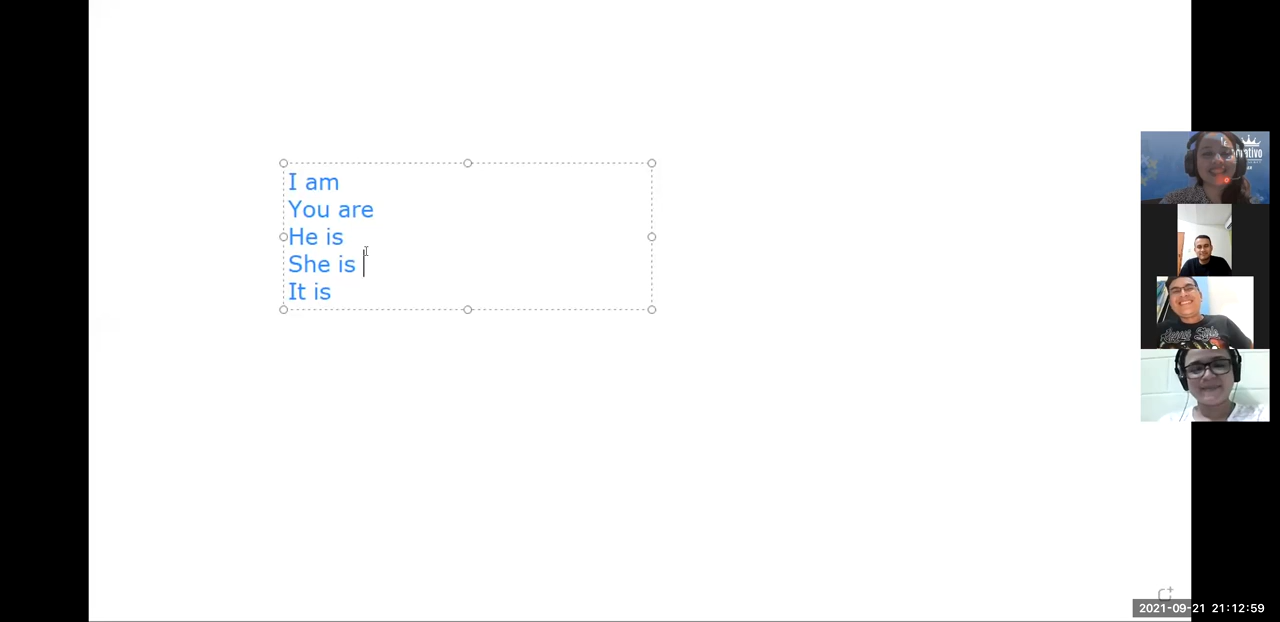 I am
You are
He is
She is
It is
2021-09-21 21:12:59